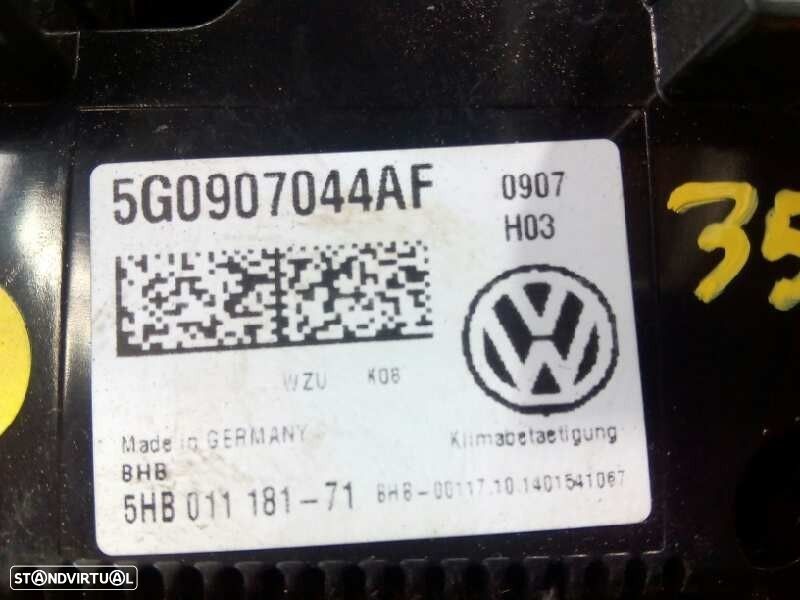 5G0907044AF
0907
H03
35
WZU K06
Made in GERMANY
Klimabetaetigung
BHB
5HB 011 181-71
BHB-00117.10.1401541067
STANDVIRTUAL